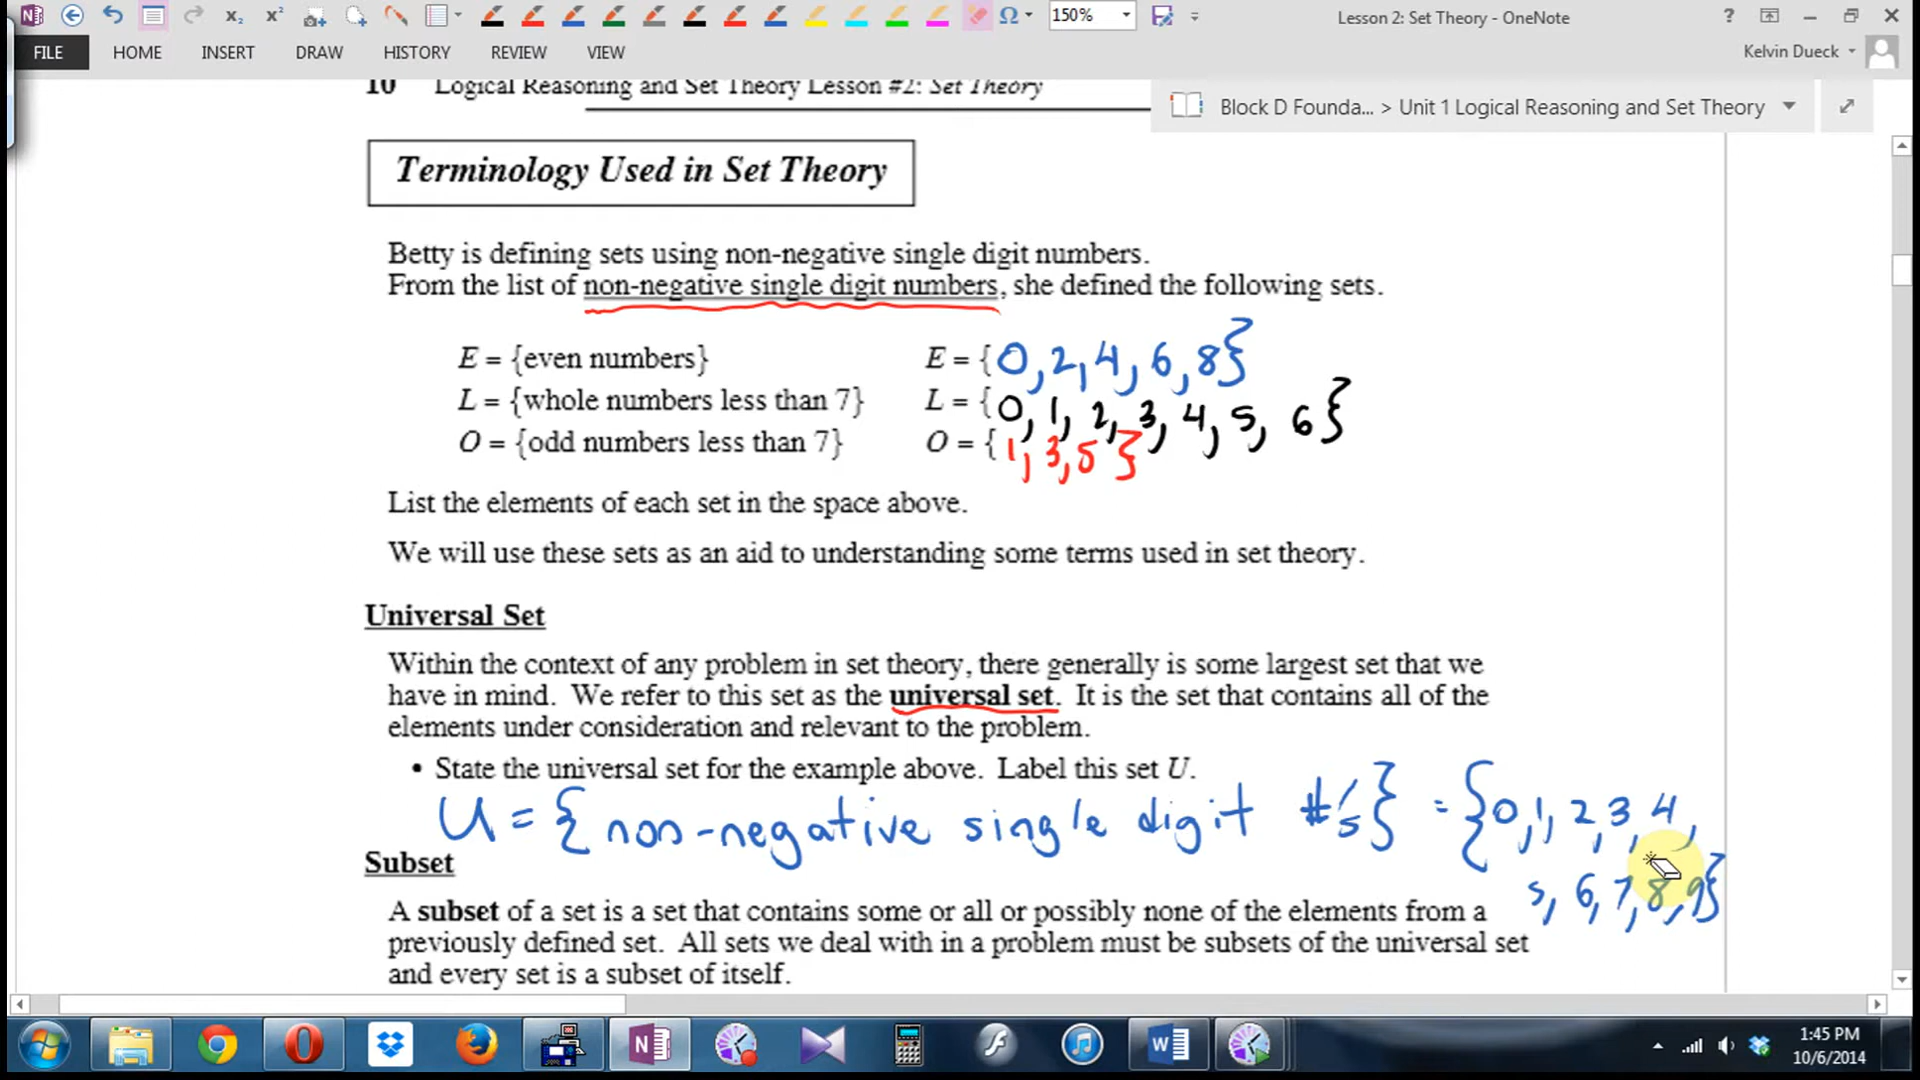 150%
Lesson 2: Set Theory - OneNote
FILE HOME INSERT DRAW HISTORY REVIEW VIEW
Kelvin Dueck
10 Logical Reasoning and Set Theory Lesson #2: Set Theory
Block D Founda... > Unit 1 Logical Reasoning and Set Theory
Terminology Used in Set Theory
Betty is defining sets using non-negative single digit numbers.
From the list of non-negative single digit numbers, she defined the following sets.
E = {even numbers} E = {0, 2, 4, 6, 8}
L = {whole numbers less than 7} L = {0, 1, 2, 3, 4, 5, 6}
O = {odd numbers less than 7} O = {1, 3, 5}
List the elements of each set in the space above.
We will use these sets as an aid to understanding some terms used in set theory.
Universal Set
Within the context of any problem in set theory, there generally is some largest set that we
have in mind. We refer to this set as the universal set. It is the set that contains all of the
elements under consideration and relevant to the problem.
• State the universal set for the example above. Label this set U.
U = {non-negative single digit #'s} = {0, 1, 2, 3, 4,
5, 6, 7, 8, 9}
Subset
A subset of a set is a set that contains some or all or possibly none of the elements from a
previously defined set. All sets we deal with in a problem must be subsets of the universal set
and every set is a subset of itself.
1:45 PM
10/6/2014